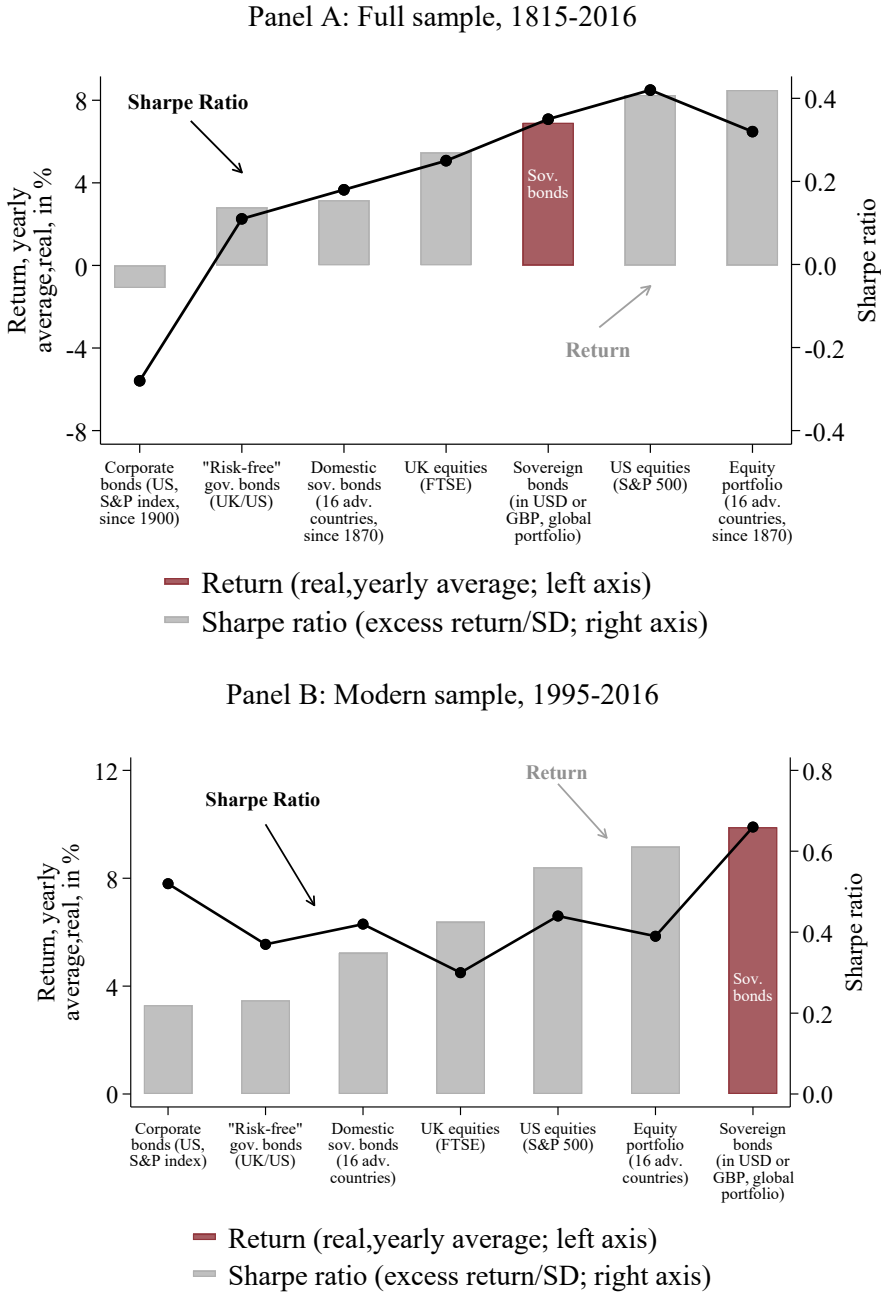 Panel A: Full sample, 1815-2016
Sharpe Ratio
8
4
0
-4
-8
Return, yearly
average,real, in %
Sov.
bonds
Return
0.4
0.2
0.0
-0.2
-0.4
Sharpe ratio
Corporate
bonds (US,
S&P index,
since 1900)
"Risk-free"
gov. bonds
(UK/US)
Domestic
sov. bonds
(16 adv.
countries,
since 1870)
UK equities
(FTSE)
Sovereign
bonds
(in USD or
GBP, global
portfolio)
US equities
(S&P 500)
Equity
portfolio
(16 adv.
countries,
since 1870)
Return (real,yearly average; left axis)
Sharpe ratio (excess return/SD; right axis)
Panel B: Modern sample, 1995-2016
12
8
4
0
Return, yearly
average,real, in %
Sharpe Ratio
Return
Sov.
bonds
0.8
0.6
0.4
0.2
0.0
Sharpe ratio
Corporate
bonds (US,
S&P index)
"Risk-free"
gov. bonds
(UK/US)
Domestic
sov. bonds
(16 adv.
countries)
UK equities
(FTSE)
US equities
(S&P 500)
Equity
portfolio
(16 adv.
countries)
Sovereign
bonds
(in USD or
GBP, global
portfolio)
Return (real,yearly average; left axis)
Sharpe ratio (excess return/SD; right axis)